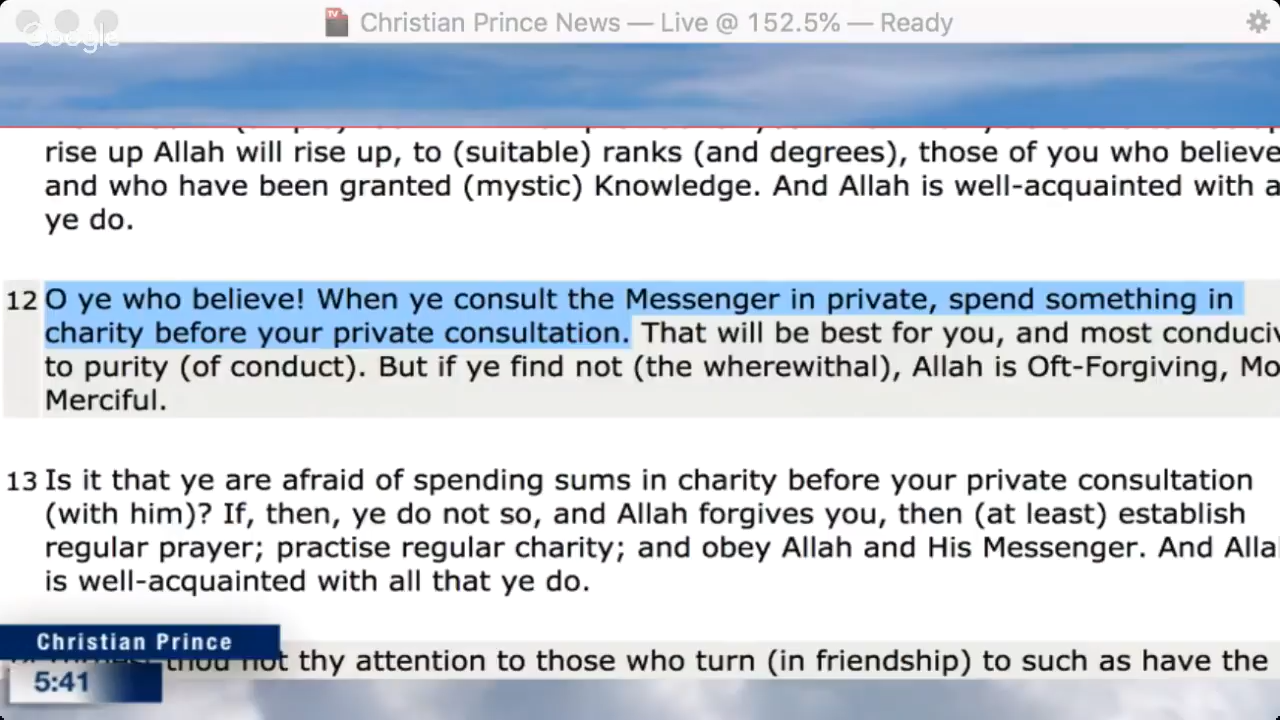 TV
Christian Prince News — Live @ 152.5% — Ready
Google
rise up Allah will rise up, to (suitable) ranks (and degrees), those of you who believe
and who have been granted (mystic) Knowledge. And Allah is well-acquainted with a
ye do.
12 O ye who believe! When ye consult the Messenger in private, spend something in
charity before your private consultation. That will be best for you, and most conduciv
to purity (of conduct). But if ye find not (the wherewithal), Allah is Oft-Forgiving, Mo
Merciful.
13 Is it that ye are afraid of spending sums in charity before your private consultation
(with him)? If, then, ye do not so, and Allah forgives you, then (at least) establish
regular prayer; practise regular charity; and obey Allah and His Messenger. And Alla
is well-acquainted with all that ye do.
Christian Prince
thou not thy attention to those who turn (in friendship) to such as have the
5:41